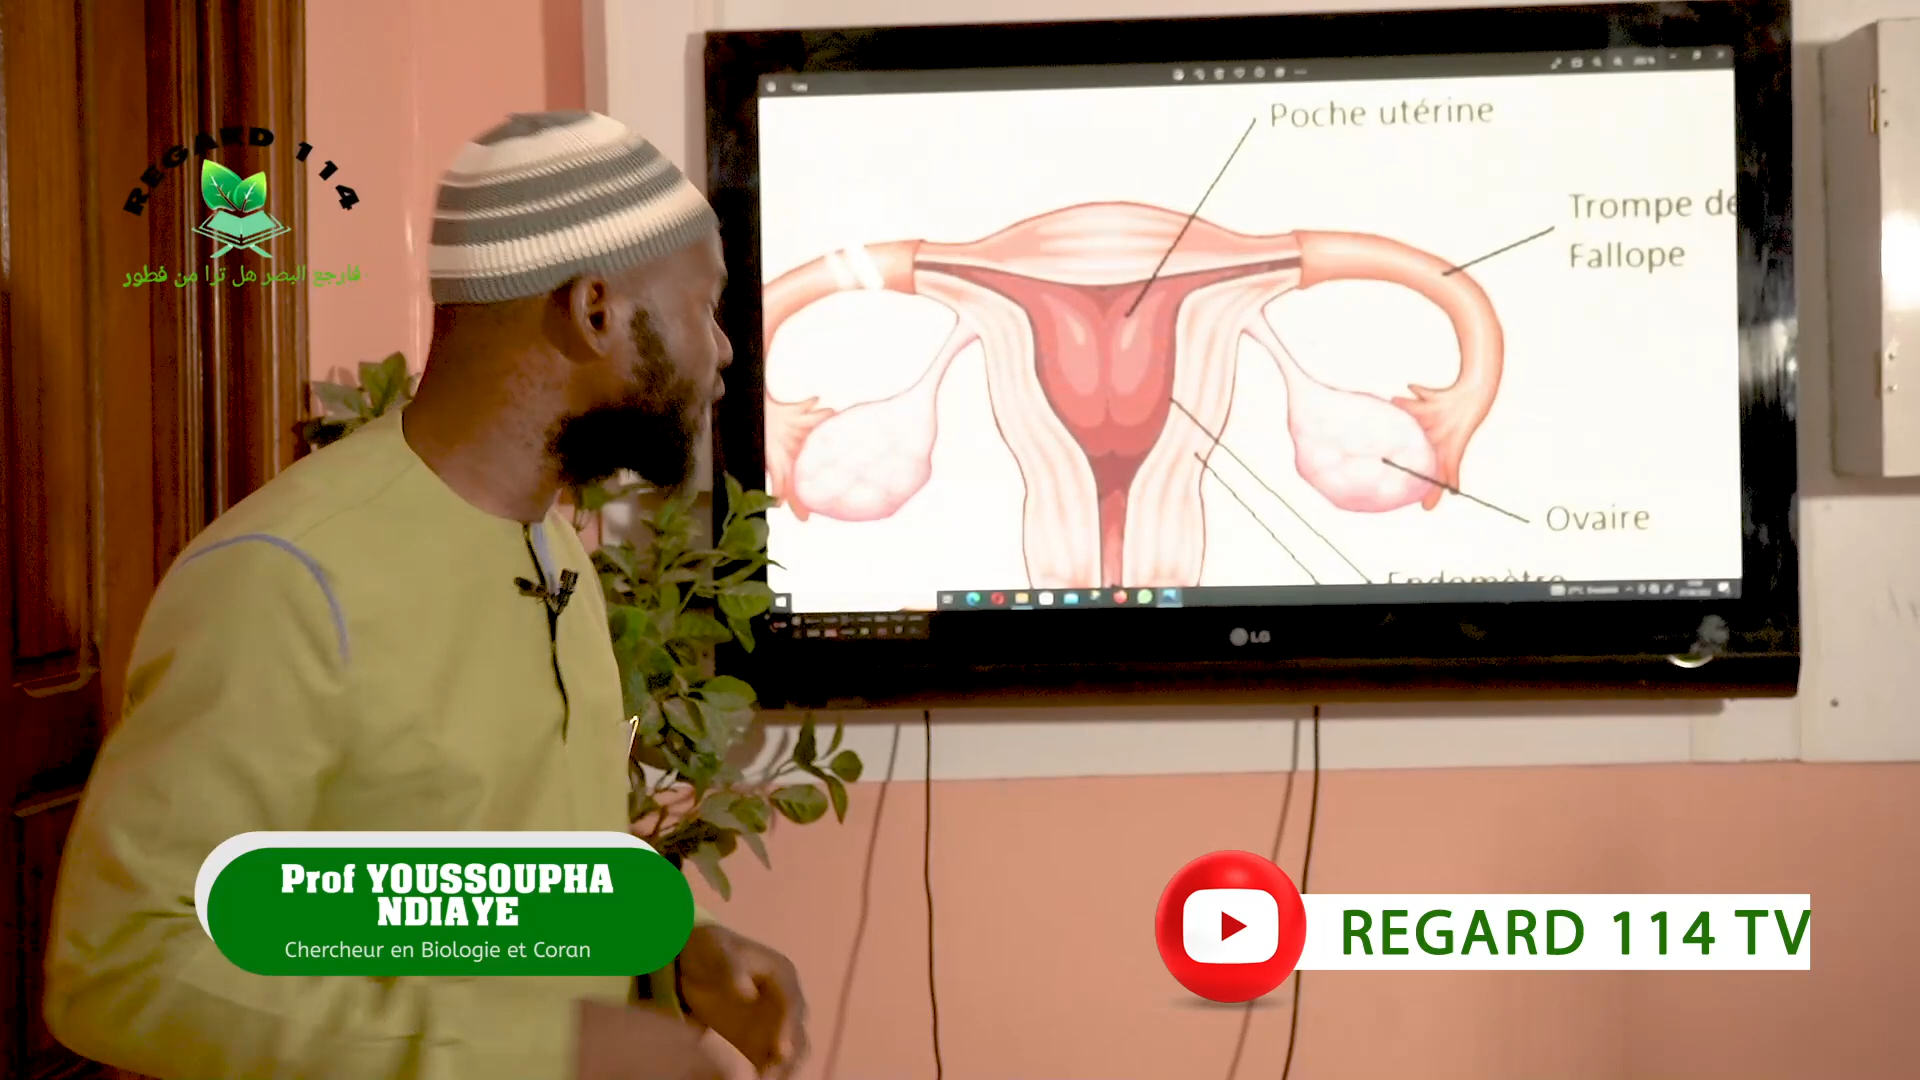 REGARD 114
فارجع البصر هل ترا من فطور
Poche utérine
Trompe de
Fallope
Ovaire
Endomètre
LG
Prof YOUSSOUPHA
NDIAYE
Chercheur en Biologie et Coran
REGARD 114 TV